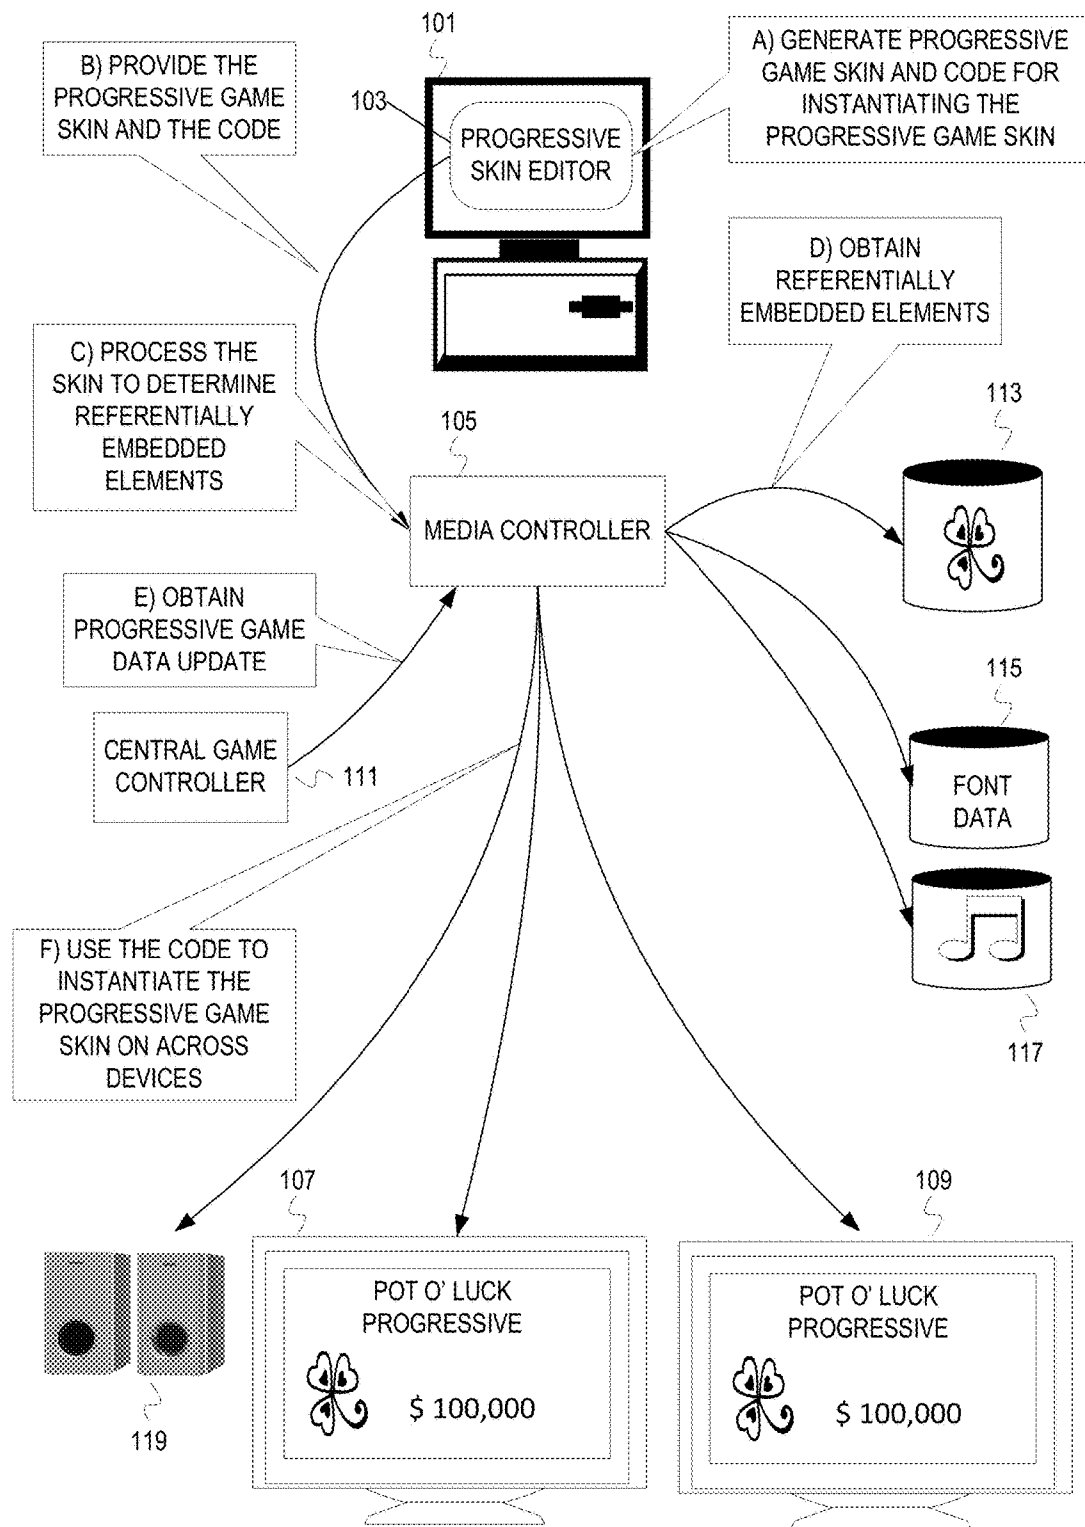 101
A) GENERATE PROGRESSIVE
GAME SKIN AND CODE FOR
INSTANTIATING THE
PROGRESSIVE GAME SKIN
B) PROVIDE THE
PROGRESSIVE GAME
SKIN AND THE CODE
103
PROGRESSIVE
SKIN EDITOR
D) OBTAIN
REFERENTIALLY
EMBEDDED ELEMENTS
C) PROCESS THE
SKIN TO DETERMINE
REFERENTIALLY
EMBEDDED
ELEMENTS
105
113
MEDIA CONTROLLER
E) OBTAIN
PROGRESSIVE GAME
DATA UPDATE
115
CENTRAL GAME
CONTROLLER
111
FONT
DATA
F) USE THE CODE TO
INSTANTIATE THE
PROGRESSIVE GAME
SKIN ON ACROSS
DEVICES
117
107
109
POT O' LUCK
PROGRESSIVE
$ 100,000
POT O' LUCK
PROGRESSIVE
$ 100,000
119